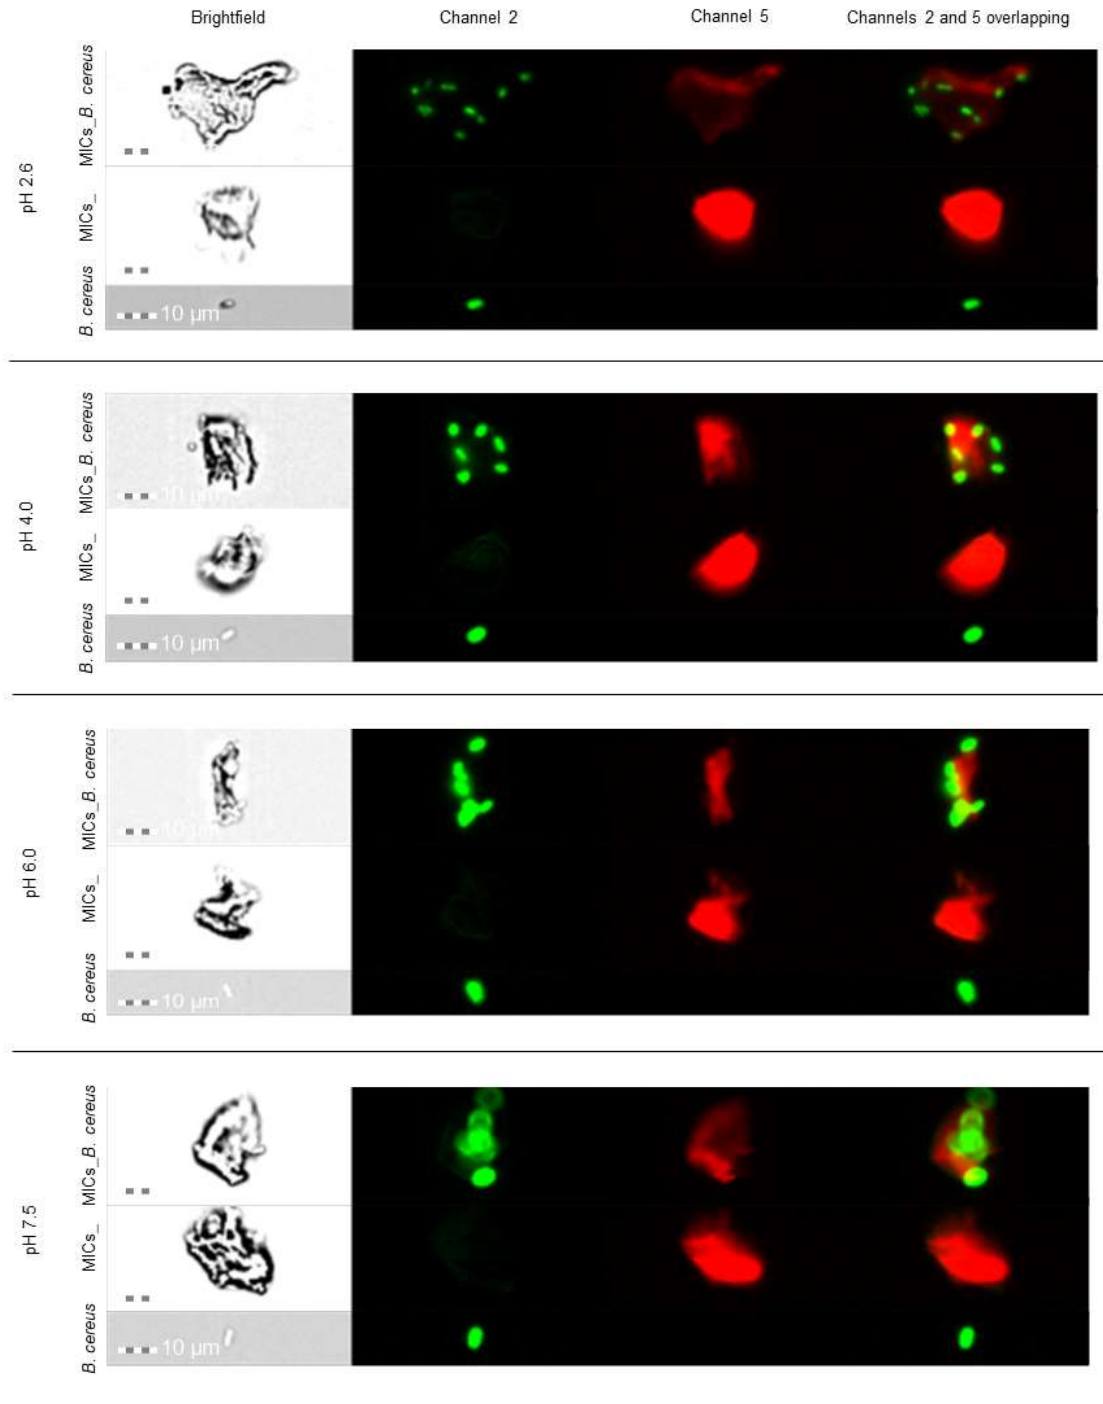 Brightfield Channel 2 Channel 5 Channels 2 and 5 overlapping
pH 2.6
MICs_B. cereus
MICs_
B. cereus
10 µm
pH 4.0
MICs_B. cereus
10 µm
MICs_
B. cereus
10 µm
pH 6.0
MICs_B. cereus
10 µm
MICs_
B. cereus
10 µm
pH 7.5
MICs_B. cereus
MICs_
B. cereus
10 µm